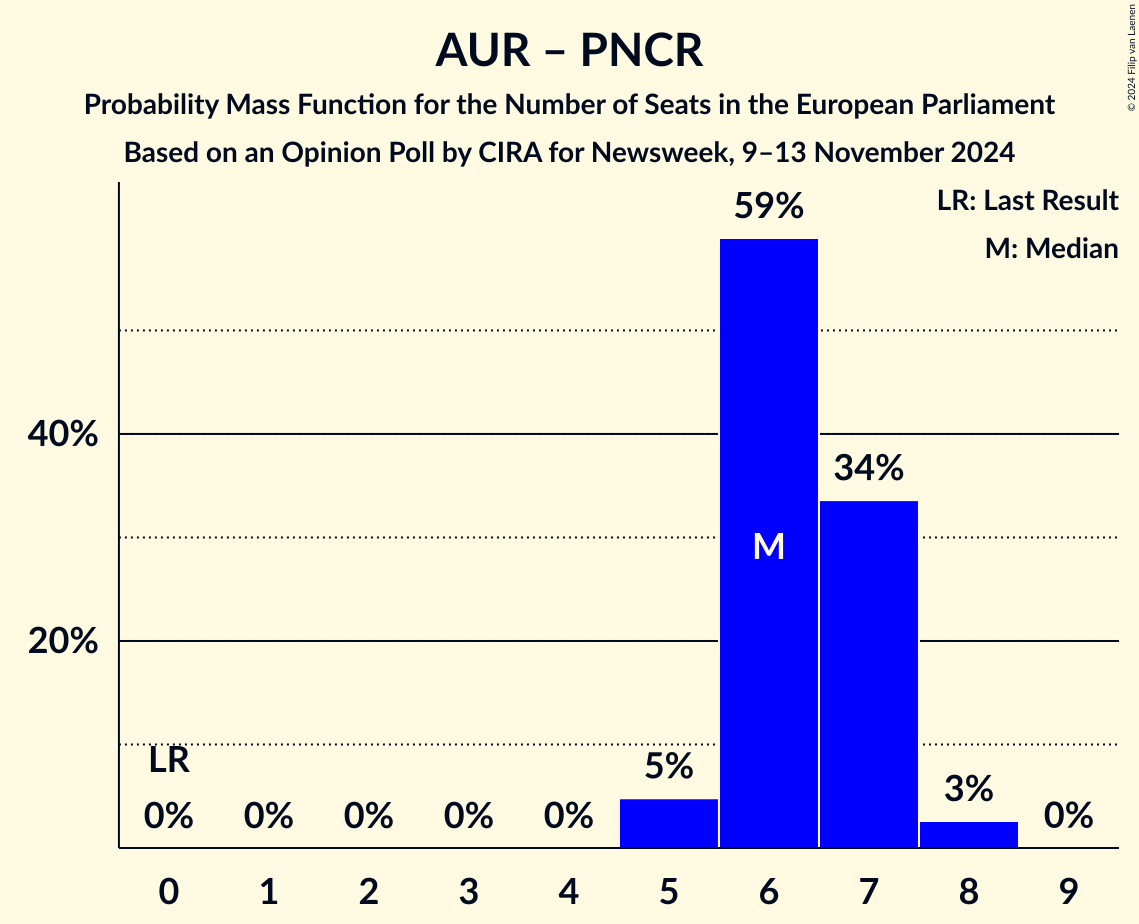 AUR – PNCR
Probability Mass Function for the Number of Seats in the European Parliament
Based on an Opinion Poll by CIRA for Newsweek, 9–13 November 2024
© 2024 Filip van Laenen
LR: Last Result
M: Median
59%
40%
34%
M
20%
LR
0% 0% 0% 0% 0% 5% 3% 0%
0 1 2 3 4 5 6 7 8 9